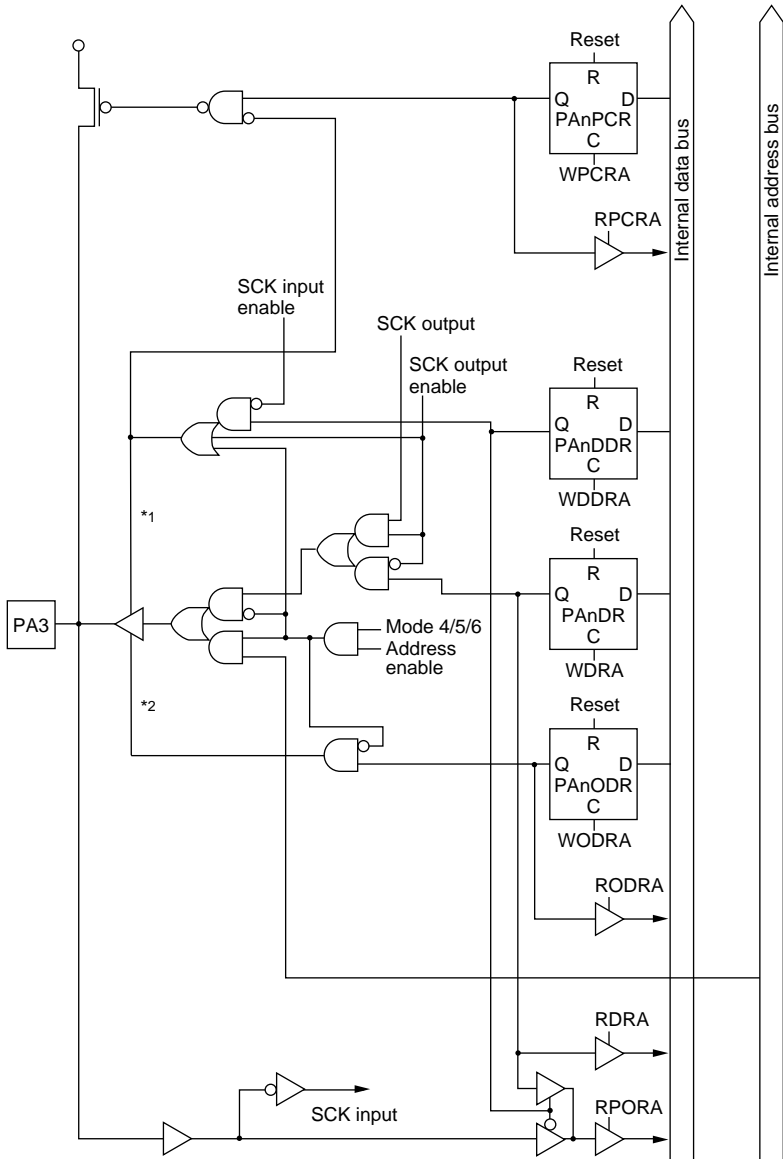 Reset
R
Q D
PAnPCR
C
WPCRA
RPCRA
Internal data bus
Internal address bus
SCK input
enable
SCK output
SCK output
enable
Reset
R
Q D
PAnDDR
C
WDDRA
*1
Reset
R
Q D
PAnDR
C
WDRA
PA3
Mode 4/5/6
Address
enable
*2
Reset
R
Q D
PAnODR
C
WODRA
RODRA
RDRA
SCK input
RPORA